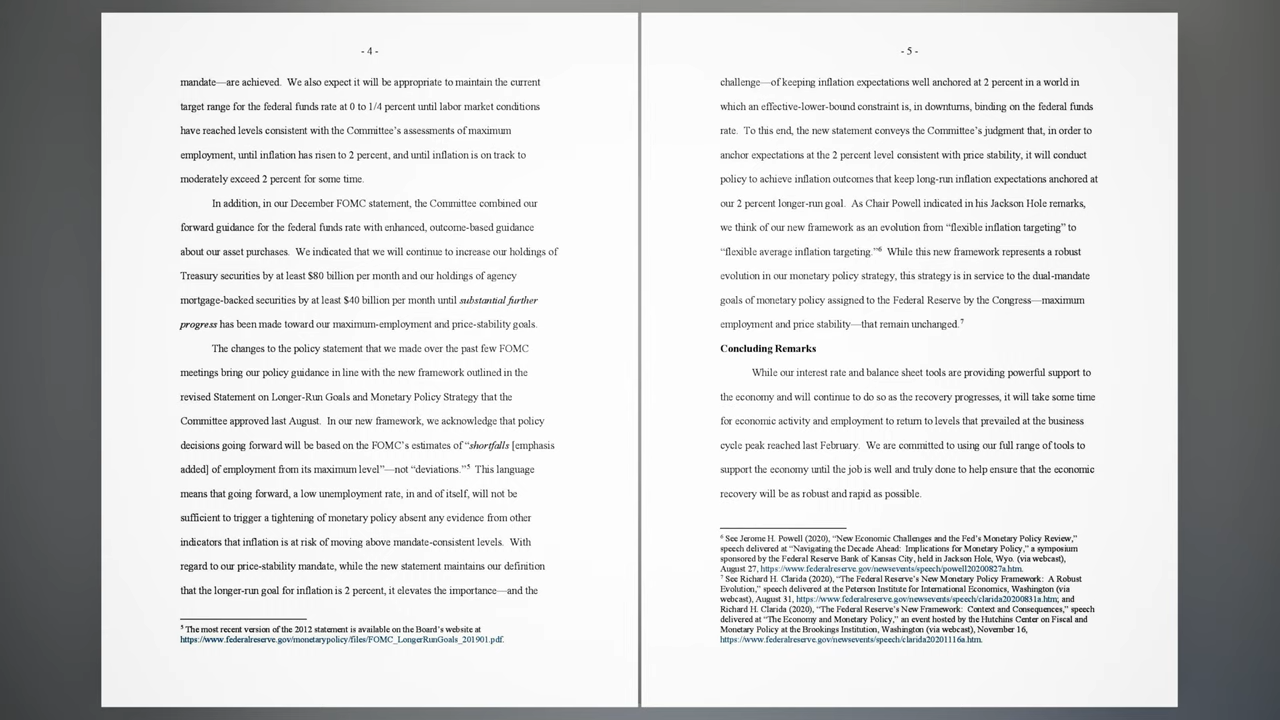 - 4 -
mandate—are achieved.  We also expect it will be appropriate to maintain the current
target range for the federal funds rate at 0 to 1/4 percent until labor market conditions
have reached levels consistent with the Committee's assessments of maximum
employment, until inflation has risen to 2 percent, and until inflation is on track to
moderately exceed 2 percent for some time.
In addition, in our December FOMC statement, the Committee combined our
forward guidance for the federal funds rate with enhanced, outcome-based guidance
about our asset purchases.  We indicated that we will continue to increase our holdings of
Treasury securities by at least $80 billion per month and our holdings of agency
mortgage-backed securities by at least $40 billion per month until substantial further
progress has been made toward our maximum-employment and price-stability goals.
The changes to the policy statement that we made over the past few FOMC
meetings bring our policy guidance in line with the new framework outlined in the
revised Statement on Longer-Run Goals and Monetary Policy Strategy that the
Committee approved last August.  In our new framework, we acknowledge that policy
decisions going forward will be based on the FOMC's estimates of “shortfalls [emphasis
added] of employment from its maximum level”—not “deviations.”⁵  This language
means that going forward, a low unemployment rate, in and of itself, will not be
sufficient to trigger a tightening of monetary policy absent any evidence from other
indicators that inflation is at risk of moving above mandate-consistent levels.  With
regard to our price-stability mandate, while the new statement maintains our definition
that the longer-run goal for inflation is 2 percent, it elevates the importance—and the
⁵ The most recent version of the 2012 statement is available on the Board's website at
https://www.federalreserve.gov/monetarypolicy/files/FOMC_LongerRunGoals_201901.pdf.
- 5 -
challenge—of keeping inflation expectations well anchored at 2 percent in a world in
which an effective-lower-bound constraint is, in downturns, binding on the federal funds
rate.  To this end, the new statement conveys the Committee's judgment that, in order to
anchor expectations at the 2 percent level consistent with price stability, it will conduct
policy to achieve inflation outcomes that keep long-run inflation expectations anchored at
our 2 percent longer-run goal.  As Chair Powell indicated in his Jackson Hole remarks,
we think of our new framework as an evolution from “flexible inflation targeting” to
“flexible average inflation targeting.”⁶  While this new framework represents a robust
evolution in our monetary policy strategy, this strategy is in service to the dual-mandate
goals of monetary policy assigned to the Federal Reserve by the Congress—maximum
employment and price stability—that remain unchanged.⁷
Concluding Remarks
While our interest rate and balance sheet tools are providing powerful support to
the economy and will continue to do so as the recovery progresses, it will take some time
for economic activity and employment to return to levels that prevailed at the business
cycle peak reached last February.  We are committed to using our full range of tools to
support the economy until the job is well and truly done to help ensure that the economic
recovery will be as robust and rapid as possible.
⁶ See Jerome H. Powell (2020), “New Economic Challenges and the Fed's Monetary Policy Review,”
speech delivered at “Navigating the Decade Ahead:  Implications for Monetary Policy,” a symposium
sponsored by the Federal Reserve Bank of Kansas City, held in Jackson Hole, Wyo. (via webcast),
August 27, https://www.federalreserve.gov/newsevents/speech/powell20200827a.htm.
⁷ See Richard H. Clarida (2020), “The Federal Reserve's New Monetary Policy Framework:  A Robust
Evolution,” speech delivered at the Peterson Institute for International Economics, Washington (via
webcast), August 31, https://www.federalreserve.gov/newsevents/speech/clarida20200831a.htm; and
Richard H. Clarida (2020), “The Federal Reserve's New Framework:  Context and Consequences,” speech
delivered at “The Economy and Monetary Policy,” an event hosted by the Hutchins Center on Fiscal and
Monetary Policy at the Brookings Institution, Washington (via webcast), November 16,
https://www.federalreserve.gov/newsevents/speech/clarida20201116a.htm.